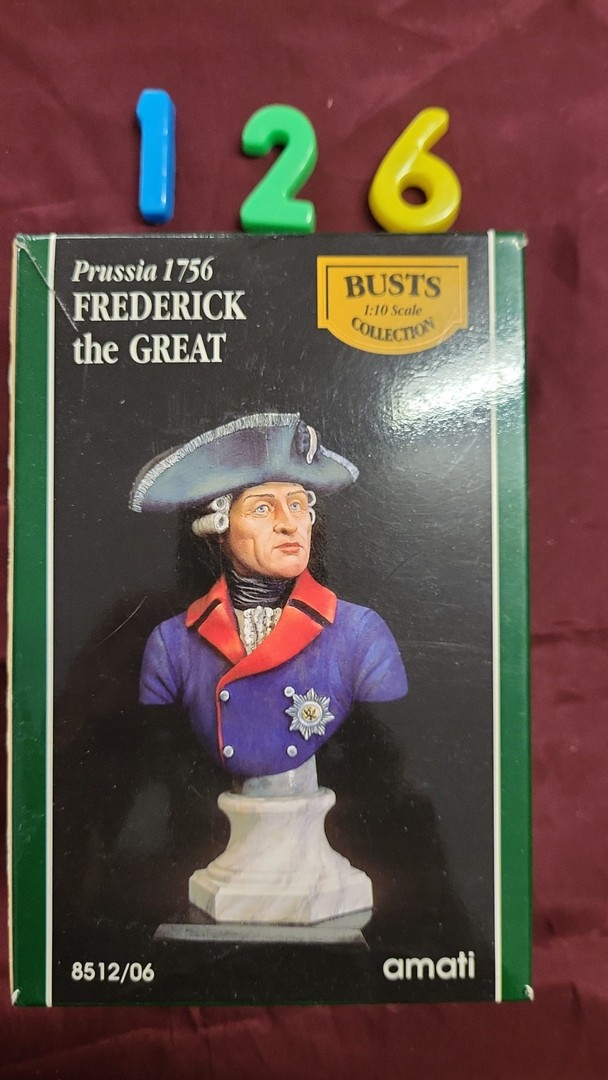 126
Prussia 1756
FREDERICK
the GREAT
BUSTS
1:10 Scale
COLLECTION
8512/06
amati